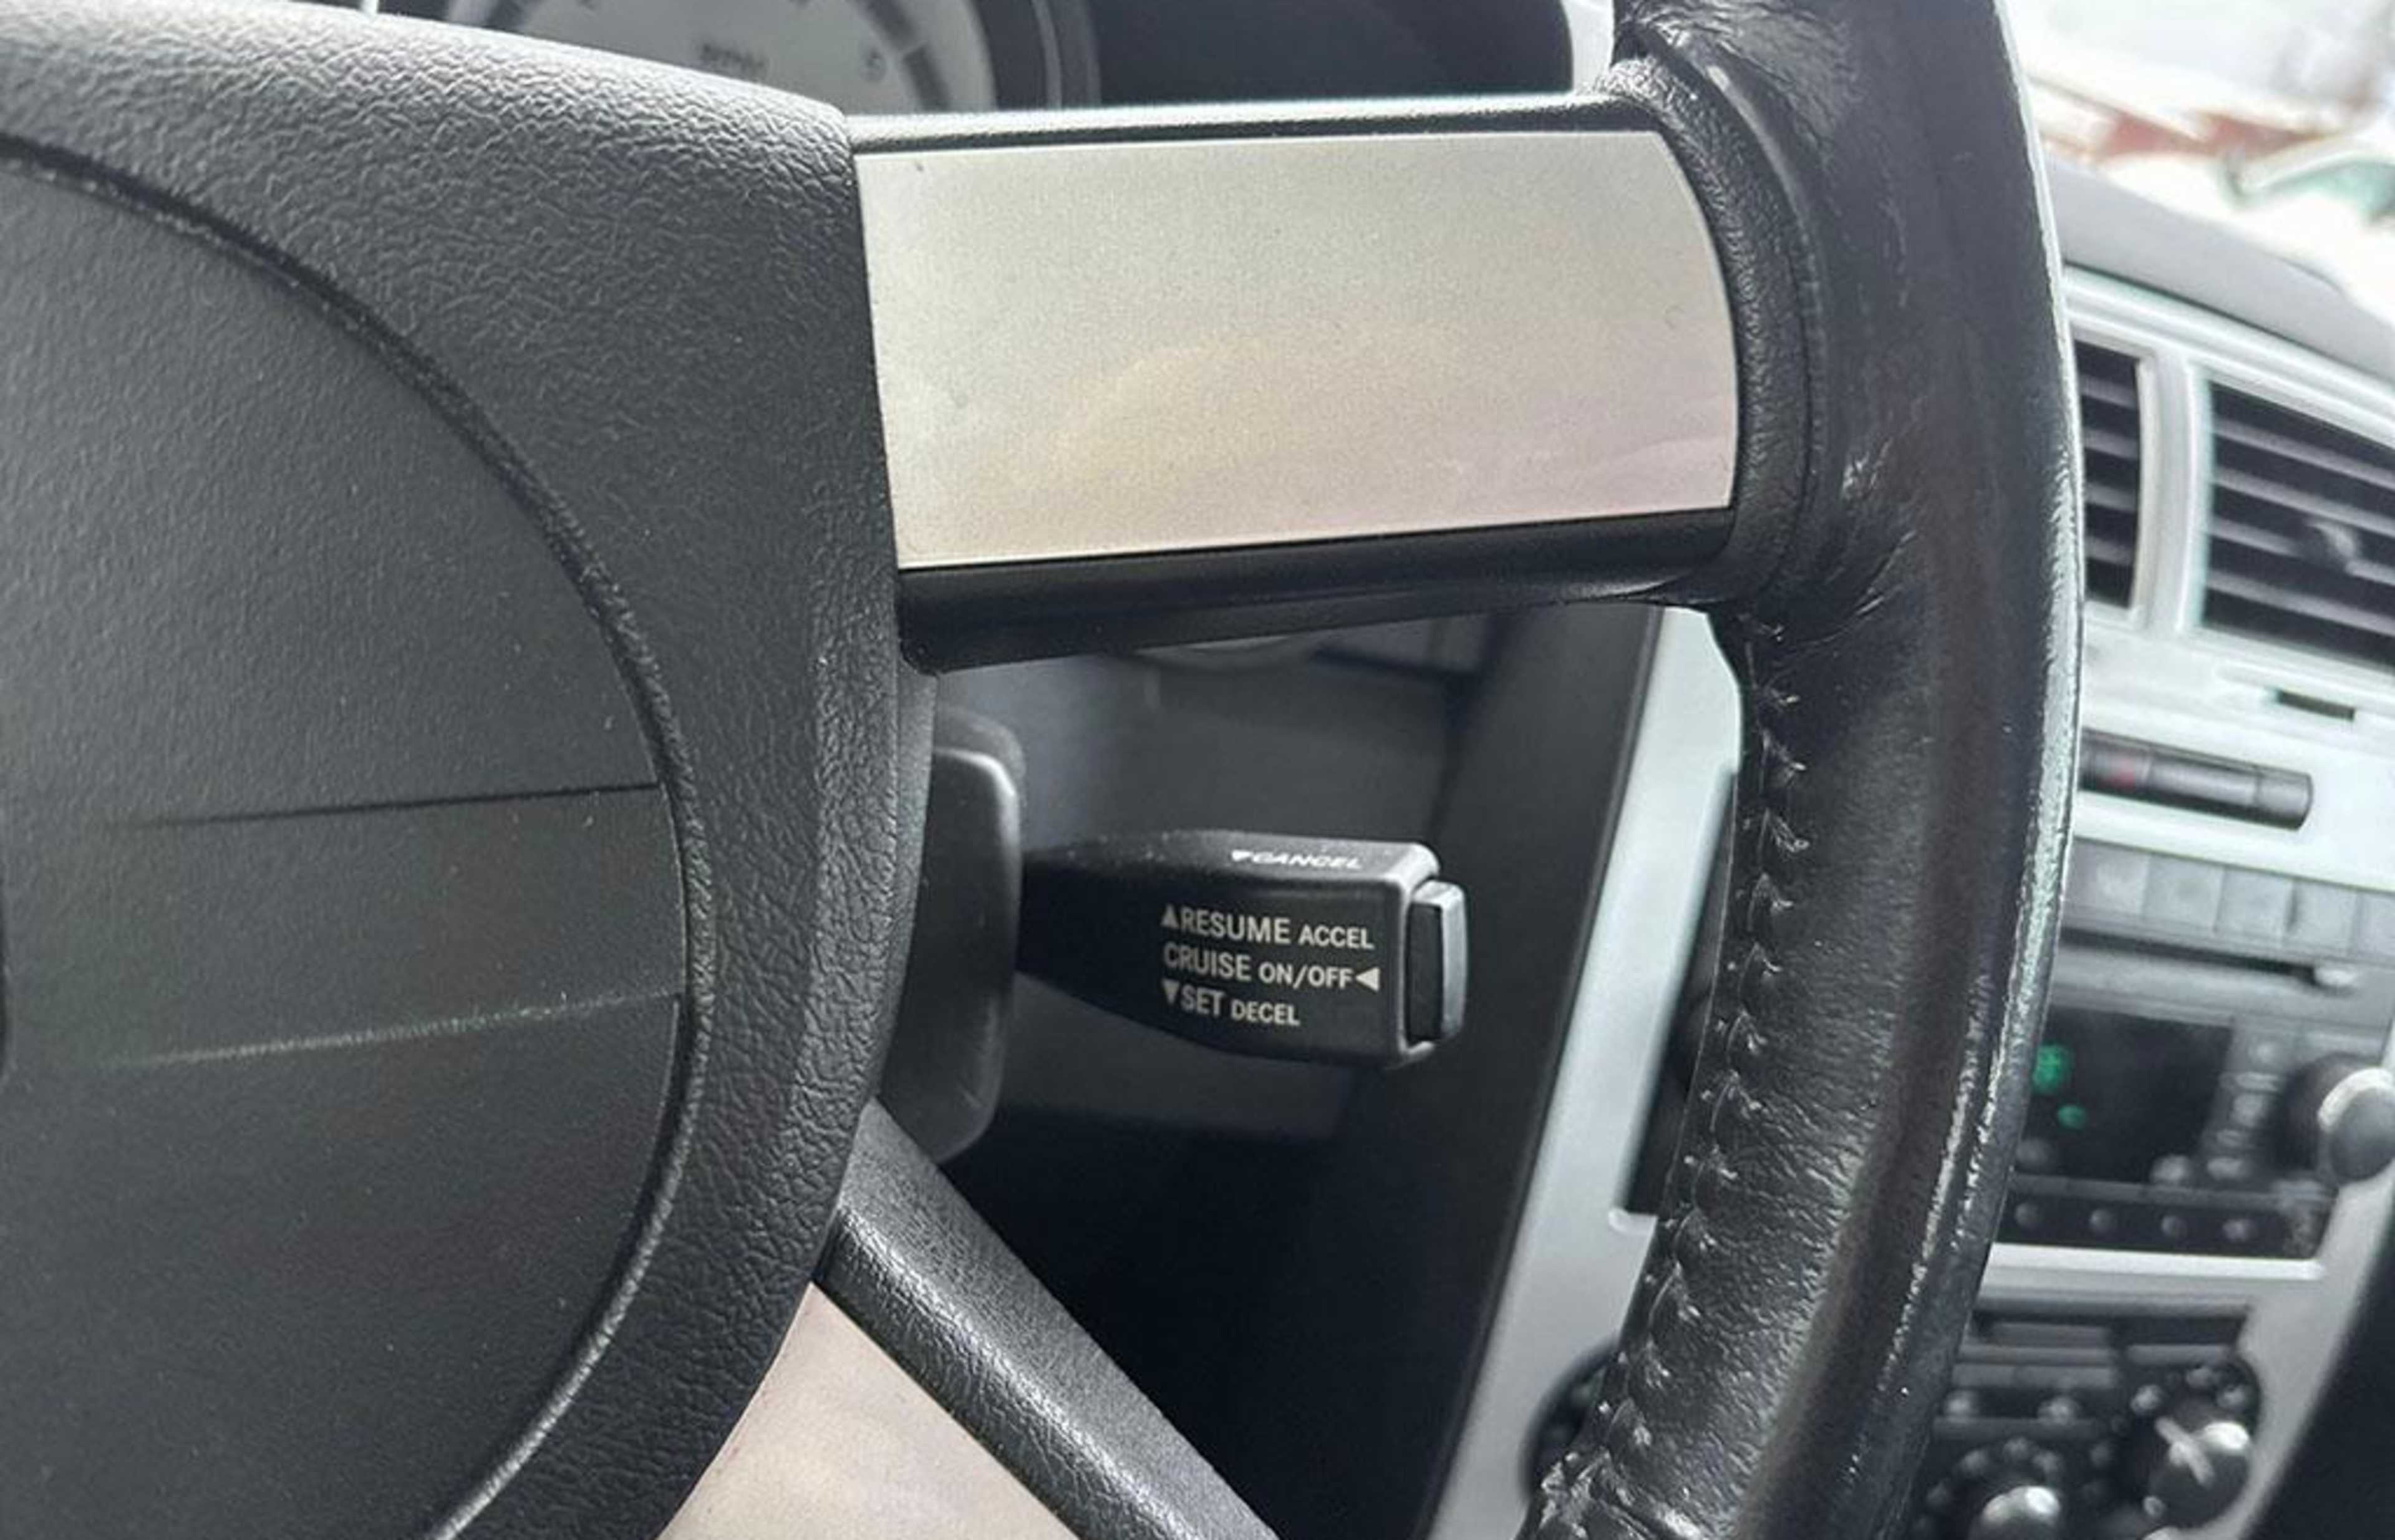 ▼CANCEL
▲RESUME ACCEL
CRUISE ON/OFF◀
▼SET DECEL